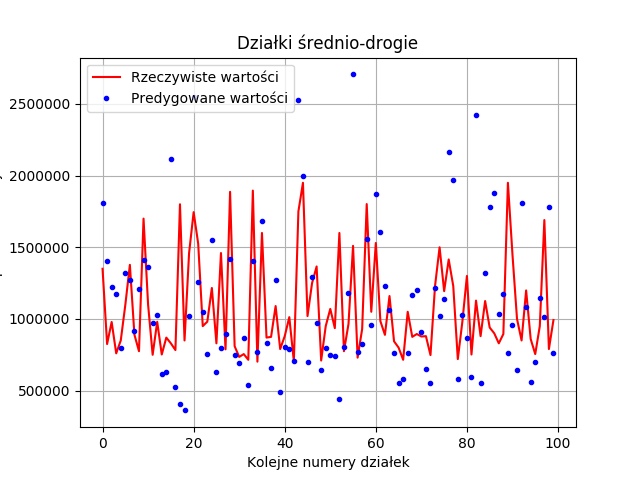 Działki średnio-drogie
Rzeczywiste wartości
Predygowane wartości
2500000
2000000
1500000
1000000
500000
0 20 40 60 80 100
Kolejne numery działek